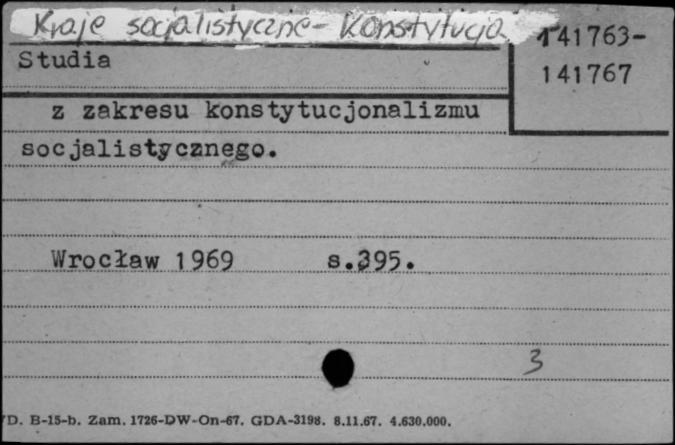 Kraje socjalistyczne - Konstytucja
141763-
141767
Studia
z zakresu konstytucjonalizmu
socjalistycznego.
Wrocław 1969 s.395.
3
D. B-15-b. Zam. 1726-DW-On-67. GDA-3198. 8.11.67. 4.630.000.